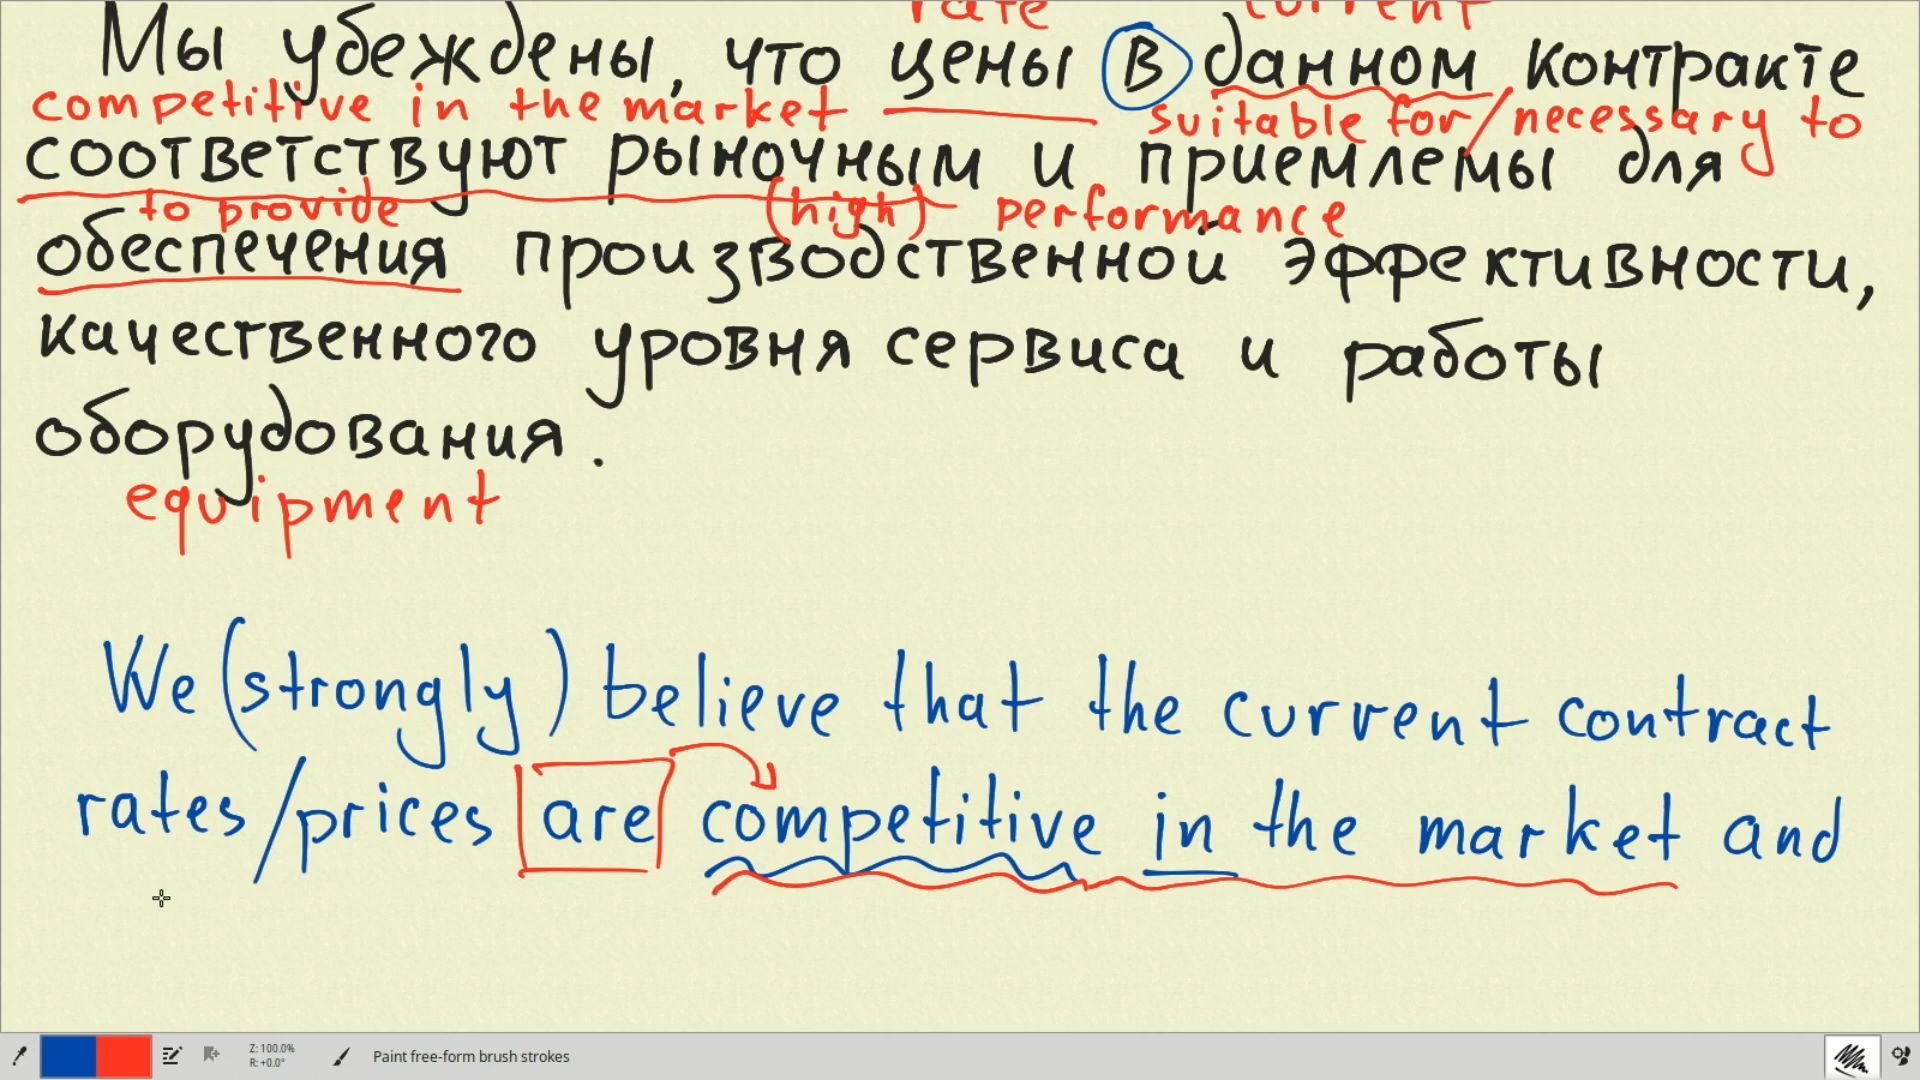 rate current
Мы убеждены, что цены в данном контракте
competitive in the market suitable for/necessary to
соответствуют рыночным и приемлемы для
to provide (high) performance
обеспечения производственной эффективности,
качественного уровня сервиса и работы
оборудования.
equipment
We (strongly) believe that the current contract
rates/prices are competitive in the market and
Z: 100.0%
R: +0.0°
Paint free-form brush strokes